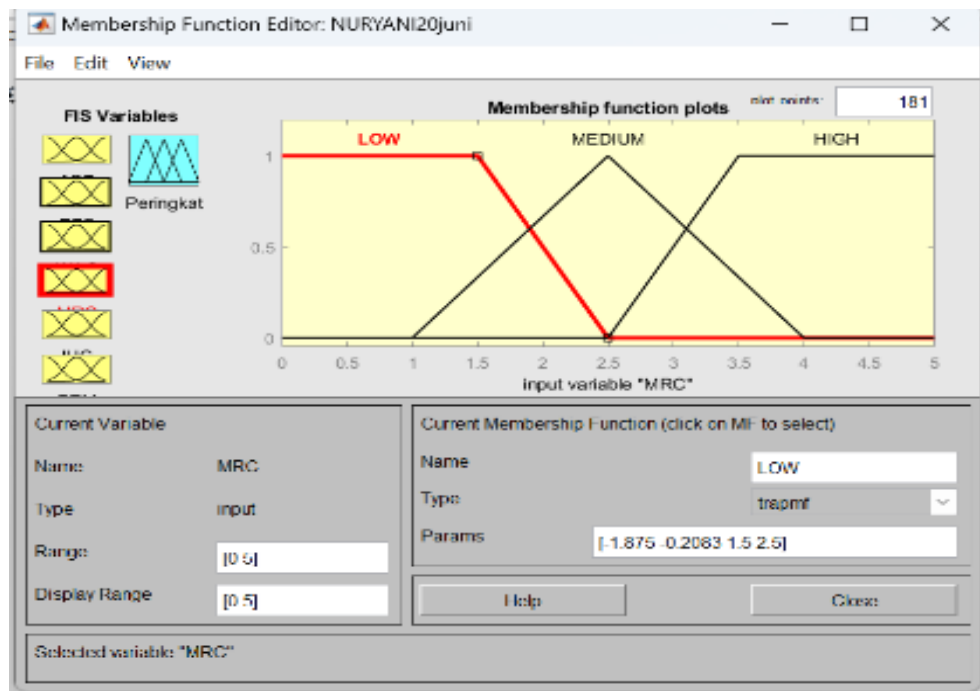 Membership Function Editor: NURYANI20juni
File Edit View
FIS Variables
Peringkat
Membership function plots
plot points:
181
LOW
MEDIUM
HIGH
1
0.5
0
0 0.5 1 1.5 2 2.5 3 3.5 4 4.5 5
input variable "MRC"
Current Variable
Name MRC
Type input
Range [0 5]
Display Range [0 5]
Current Membership Function (click on MF to select)
Name LOW
Type trapmf
Params [-1.875 -0.2083 1.5 2.5]
Help
Close
Selected variable "MRC"